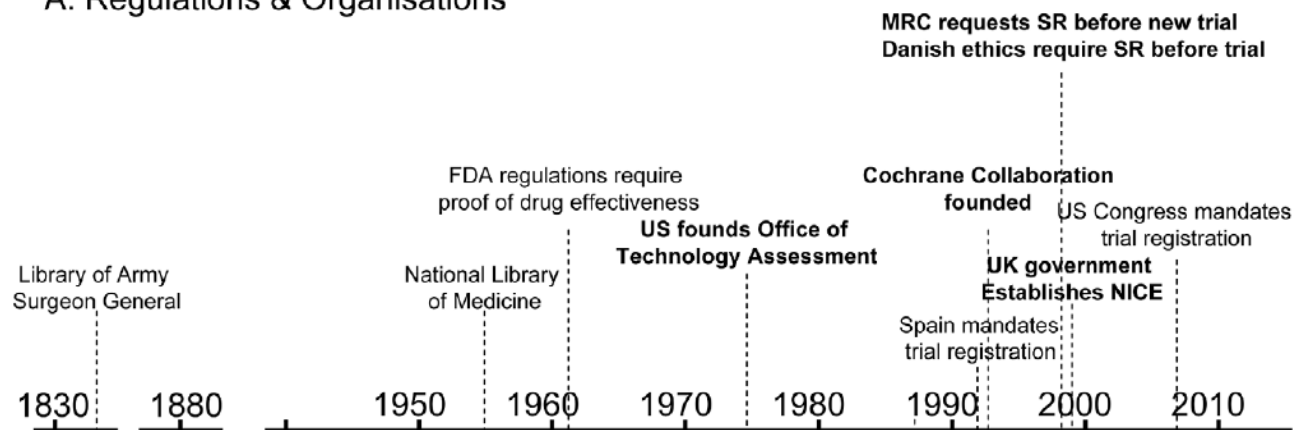 A. Regulations & Organisations
MRC requests SR before new trial
Danish ethics require SR before trial
FDA regulations require
proof of drug effectiveness
Cochrane Collaboration
founded
US Congress mandates
trial registration
US founds Office of
Technology Assessment
Library of Army
Surgeon General
National Library
of Medicine
UK government
Establishes NICE
Spain mandates
trial registration
1830 1880 1950 1960 1970 1980 1990 2000 2010